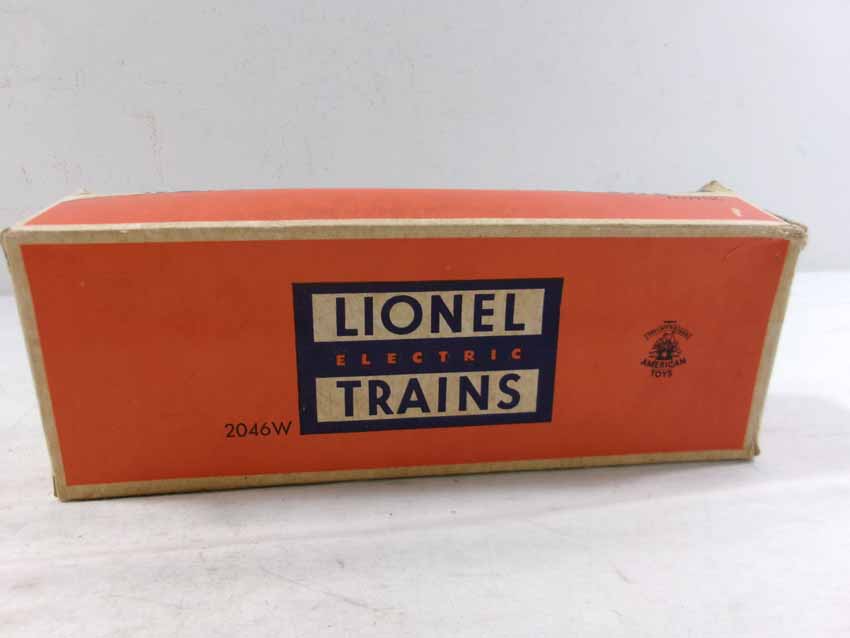 LIONEL
ELECTRIC
TRAINS
2046W
AMERICAN
TOYS